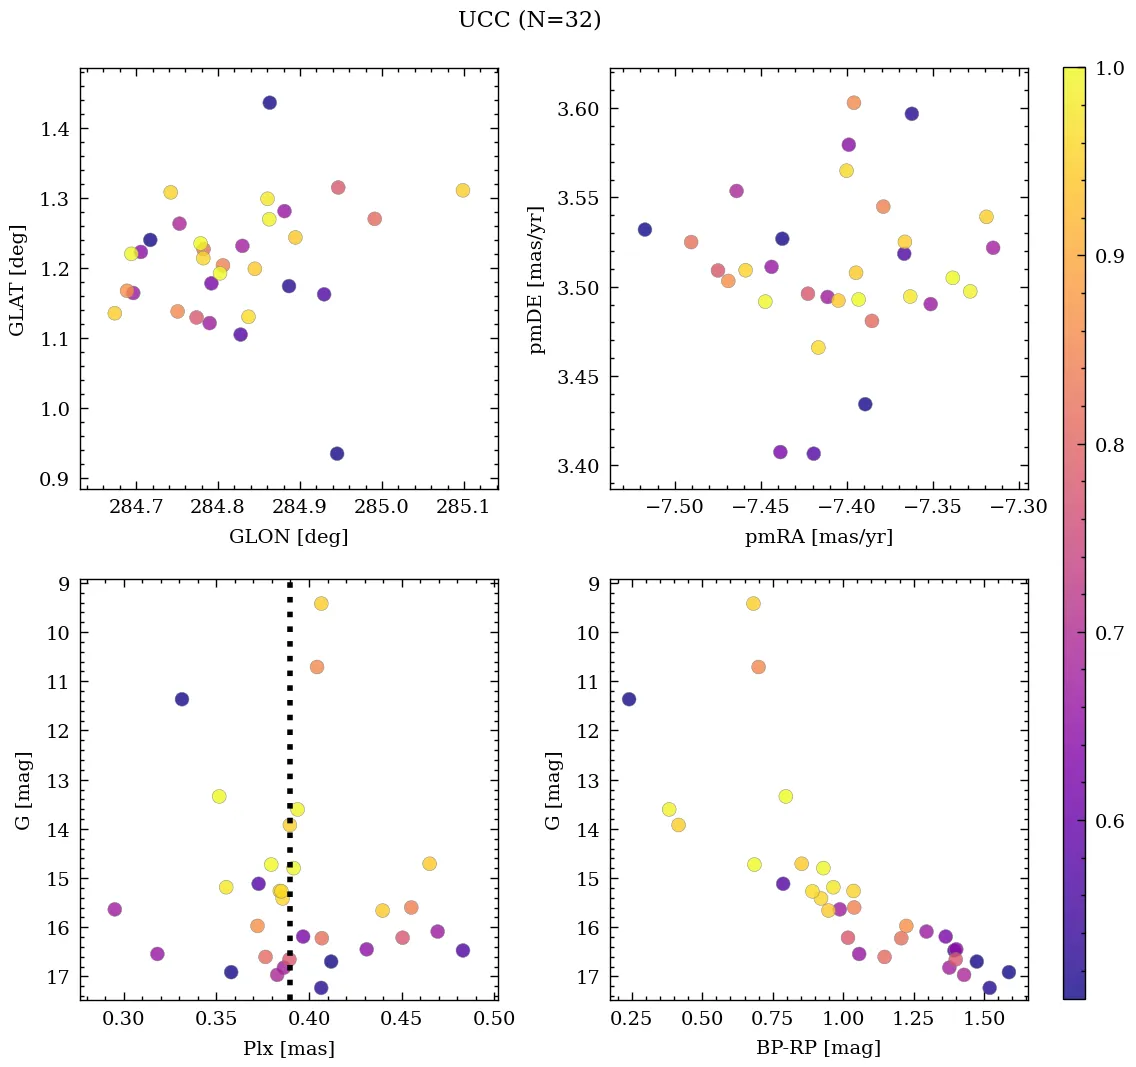 UCC (N=32)
1.4
1.3
1.2
1.1
1.0
0.9
GLAT [deg]
284.7 284.8 284.9 285.0 285.1
GLON [deg]
3.60
3.55
3.50
3.45
3.40
pmDE [mas/yr]
−7.50 −7.45 −7.40 −7.35 −7.30
pmRA [mas/yr]
9
10
11
12
13
14
15
16
17
G [mag]
0.30 0.35 0.40 0.45 0.50
Plx [mas]
9
10
11
12
13
14
15
16
17
G [mag]
0.25 0.50 0.75 1.00 1.25 1.50
BP-RP [mag]
1.0
0.9
0.8
0.7
0.6